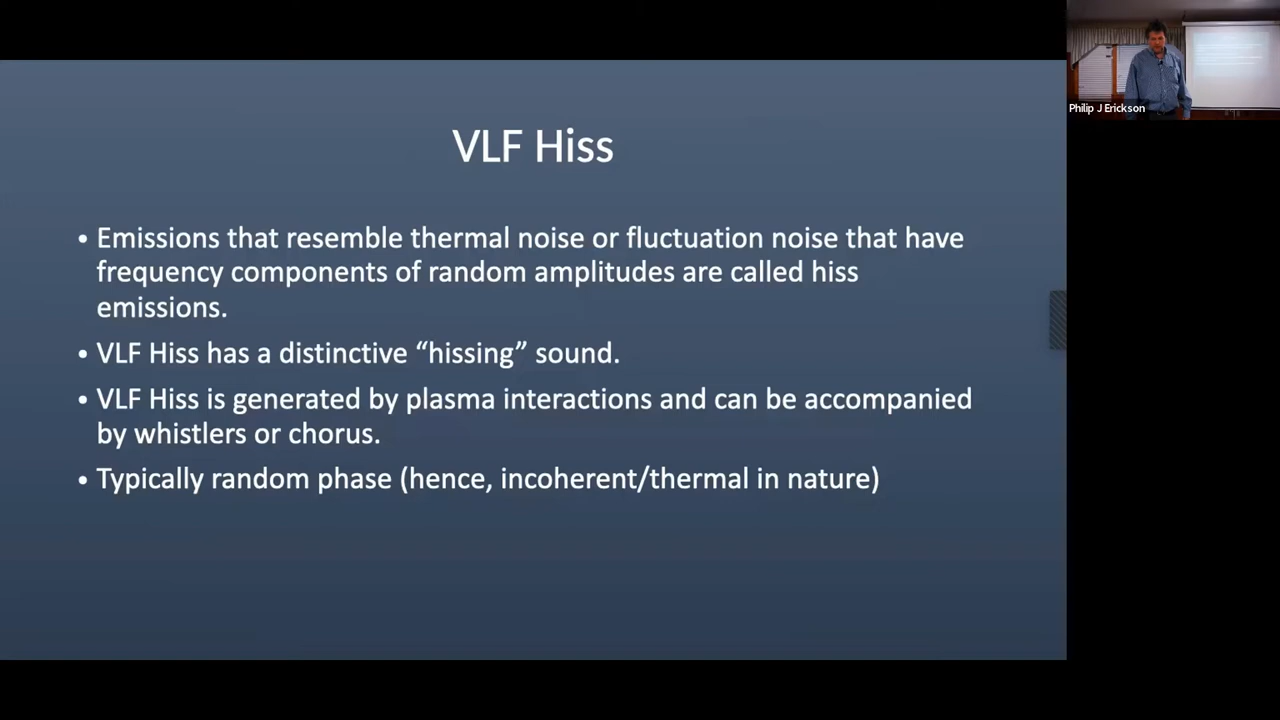 VLF Hiss
• Emissions that resemble thermal noise or fluctuation noise that have
frequency components of random amplitudes are called hiss
emissions.
• VLF Hiss has a distinctive “hissing” sound.
• VLF Hiss is generated by plasma interactions and can be accompanied
by whistlers or chorus.
• Typically random phase (hence, incoherent/thermal in nature)
Philip J Erickson